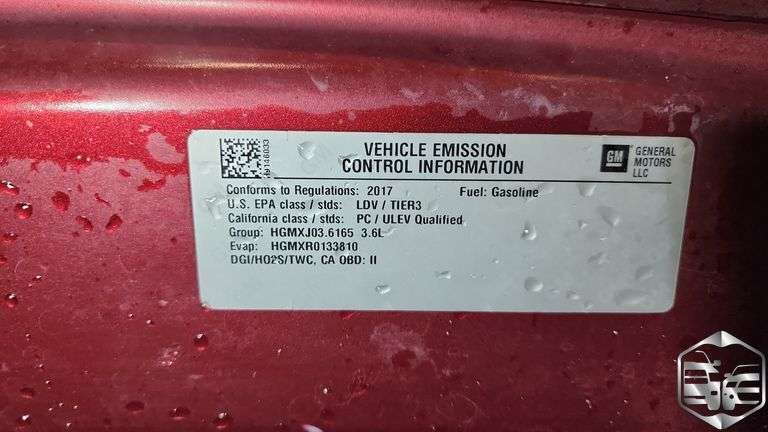 VEHICLE EMISSION
CONTROL INFORMATION
GM
GENERAL
MOTORS
LLC
Conforms to Regulations: 2017 Fuel: Gasoline
U.S. EPA class / stds: LDV / TIER3
California class / stds: PC / ULEV Qualified
Group: HGMXJ03.6165 3.6L
Evap: HGMXR0133810
DGI/HO2S/TWC, CA OBD: II